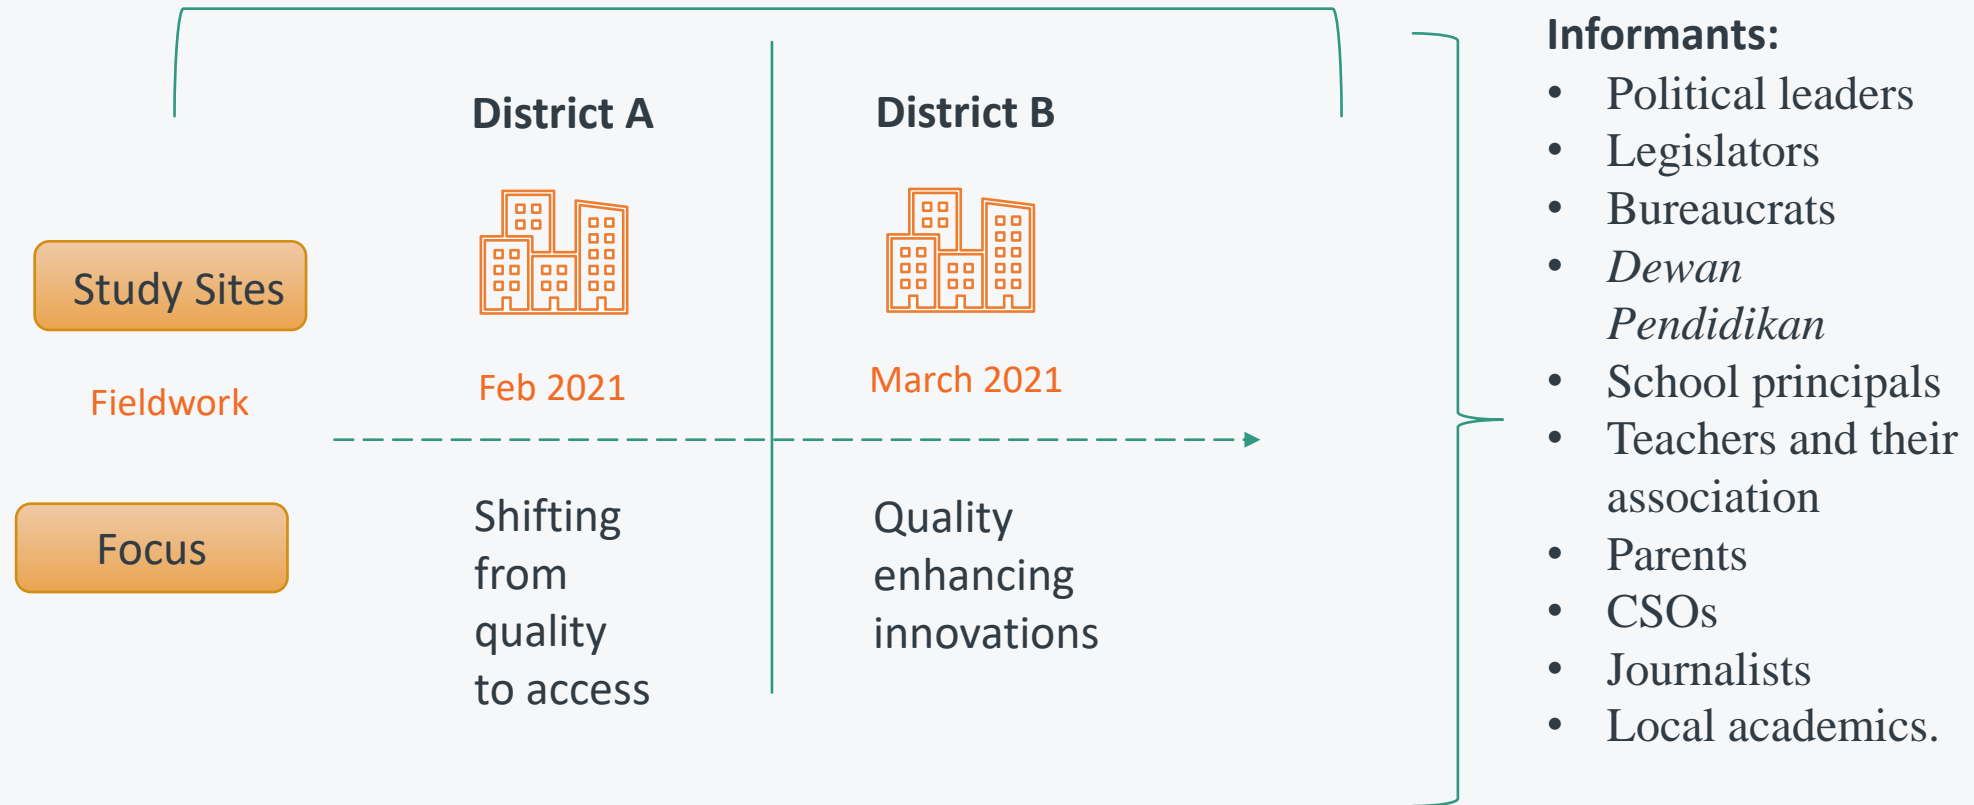 District A
District B
Study Sites
Fieldwork
Feb 2021
March 2021
Focus
Shifting
from
quality
to access
Quality
enhancing
innovations
Informants:
• Political leaders
• Legislators
• Bureaucrats
• Dewan
Pendidikan
• School principals
• Teachers and their
association
• Parents
• CSOs
• Journalists
• Local academics.